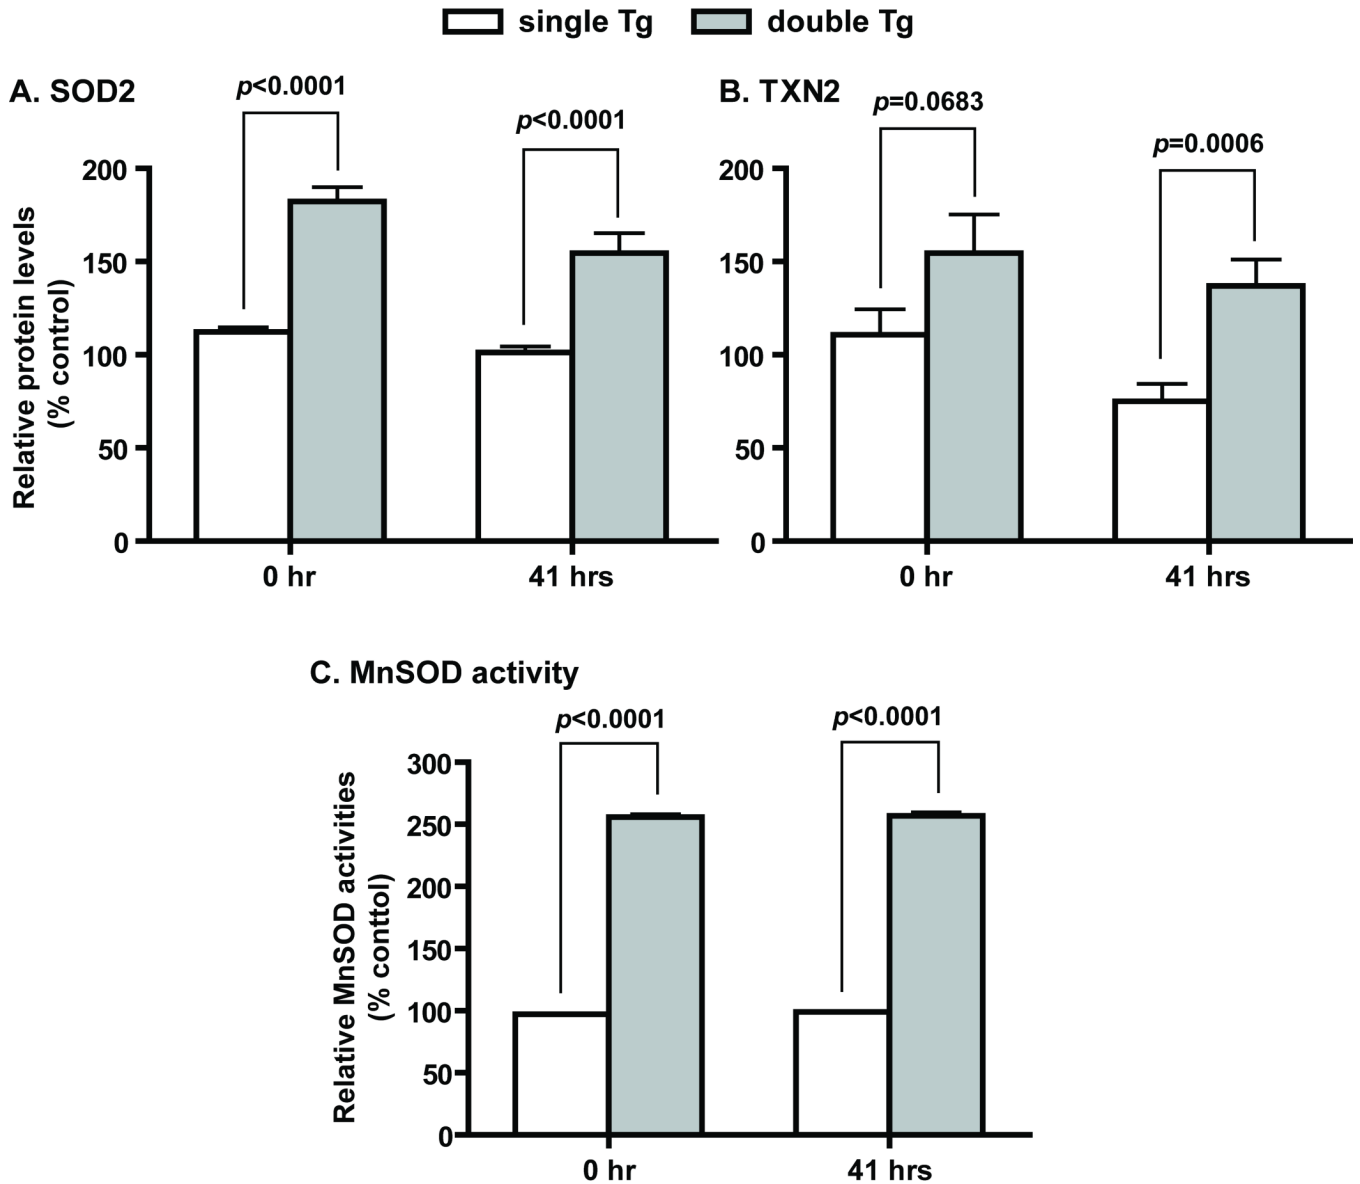 single Tg double Tg
A. SOD2
p<0.0001
p<0.0001
200
150
100
50
0
Relative protein levels
(% control)
0 hr 41 hrs
B. TXN2
p=0.0683
p=0.0006
200
150
100
50
0
0 hr 41 hrs
C. MnSOD activity
p<0.0001 p<0.0001
300
250
200
150
100
50
0
Relative MnSOD activities
(% conttol)
0 hr 41 hrs